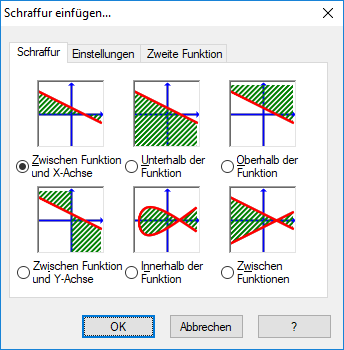 Schraffur einfügen...
Schraffur Einstellungen Zweite Funktion
Zwischen Funktion und X-Achse
Unterhalb der Funktion
Oberhalb der Funktion
Zwischen Funktion und Y-Achse
Innerhalb der Funktion
Zwischen Funktionen
OK Abbrechen ?